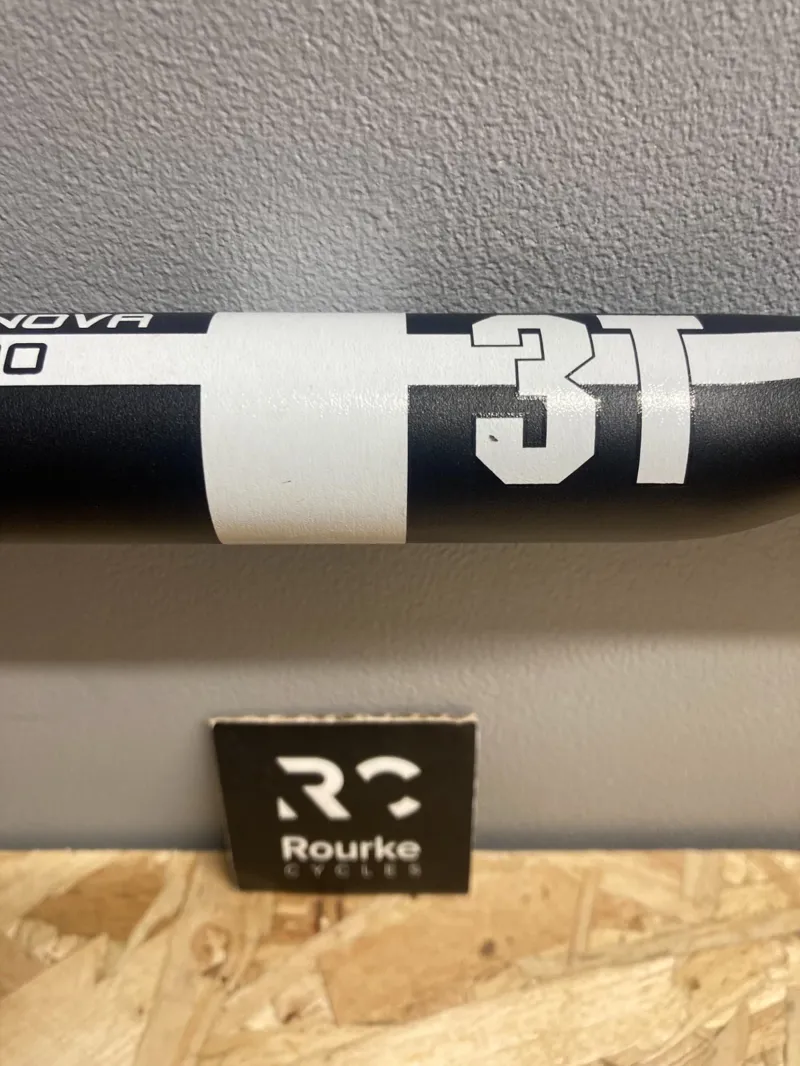 NOVA
3T
RC
Rourke
CYCLES